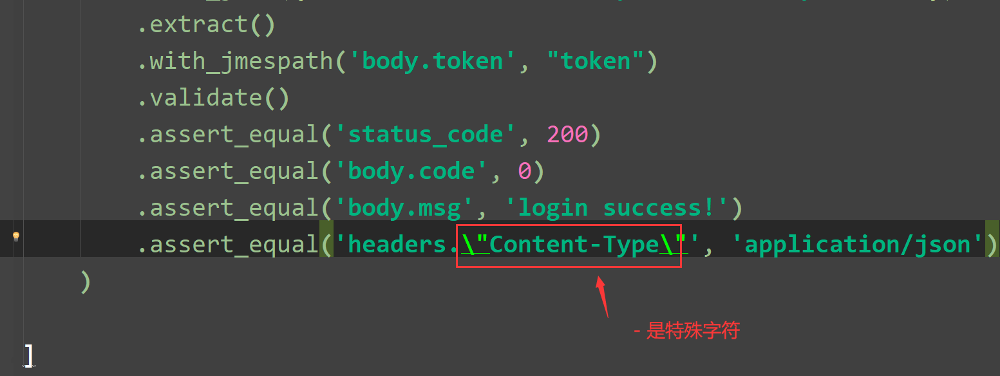 .extract()
.with_jmespath('body.token', "token")
.validate()
.assert_equal('status_code', 200)
.assert_equal('body.code', 0)
.assert_equal('body.msg', 'login success!')
.assert_equal('headers.\"Content-Type\"', 'application/json')
)
- 是特殊字符
]